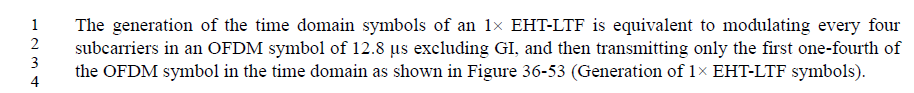 1 The generation of the time domain symbols of an 1× EHT-LTF is equivalent to modulating every four
2 subcarriers in an OFDM symbol of 12.8 μs excluding GI, and then transmitting only the first one-fourth of
3 the OFDM symbol in the time domain as shown in Figure 36-53 (Generation of 1× EHT-LTF symbols).
4